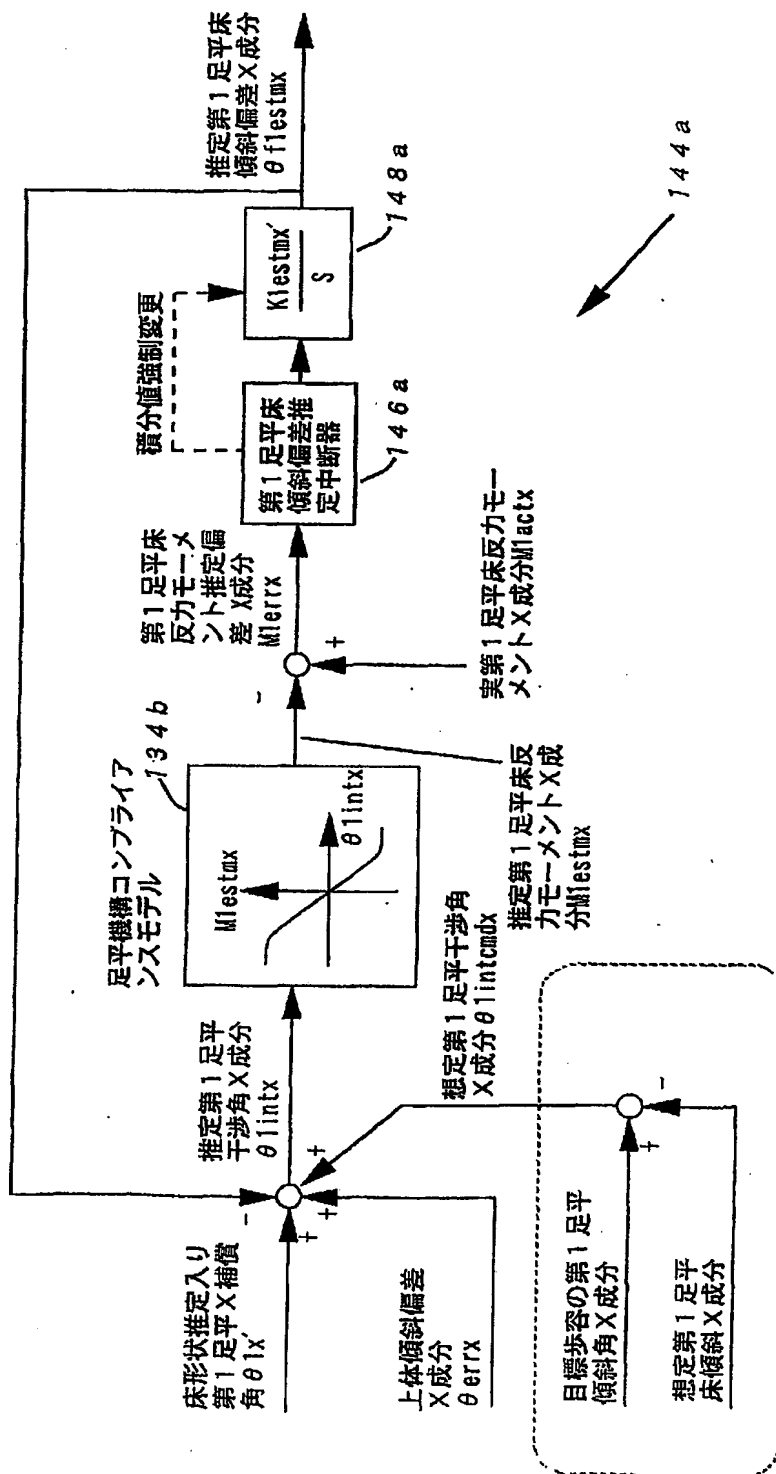 床形状推定入り
第1足平X補償
角θ1x'
上体傾斜偏差
X成分
θerrx
目標歩容の第1足平
傾斜角X成分
想定第1足平
床傾斜X成分
推定第1足平
干渉角X成分
θ1intx
想定第1足平干渉角
X成分θ1intcmdx
足平機構コンプライア
ンスモデル
134b
M1estmx
θ1intx
推定第1足平床反
力モーメントX成
分M1estmx
第1足平床
反力モーメ
ント推定偏
差X成分
M1errx
実第1足平床反力モー
メントX成分M1actx
積分値強制変更
第1足平床
傾斜偏差推
定中断器
146a
K1estmx'
S
148a
推定第1足平床
傾斜偏差X成分
θf1estmx
144a
-
+
+
+
+
-
-
+